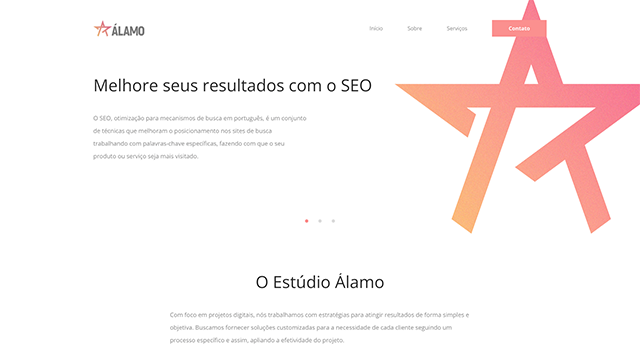 ÁLAMO
Início Sobre Serviços Contato
Melhore seus resultados com o SEO
O SEO, otimização para mecanismos de busca em português, é um conjunto
de técnicas que melhoram o posicionamento nos sites de busca
trabalhando com palavras-chave específicas, fazendo com que o seu
produto ou serviço seja mais visitado.
O Estúdio Álamo
Com foco em projetos digitais, nós trabalhamos com estratégias para atingir resultados de forma simples e
objetiva. Buscamos fornecer soluções customizadas para a necessidade de cada cliente seguindo um
processo específico e assim, apliando a efetividade do projeto.